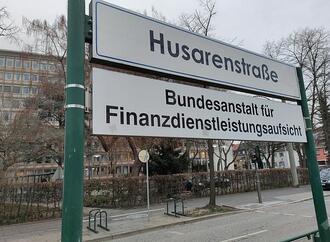 Husarenstraße
Bundesanstalt für
Finanzdienstleistungsaufsicht